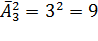 Ā₃² = 3² = 9